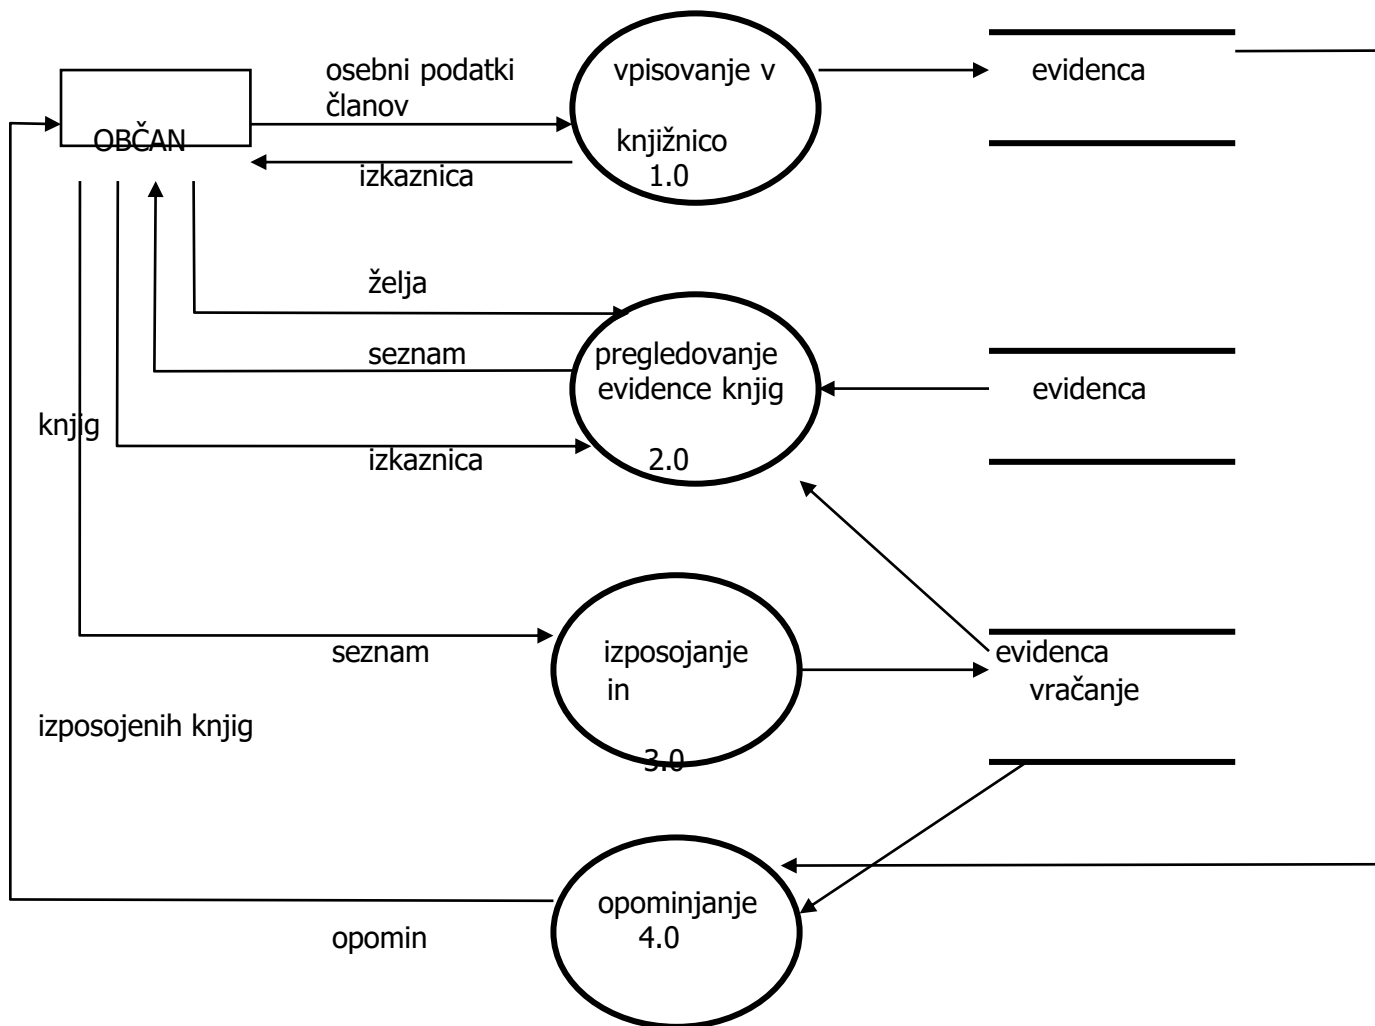 osebni podatki
članov
vpisovanje v
evidenca
OBČAN
knjižnico
izkaznica
1.0
želja
seznam
pregledovanje
evidence knjig
evidenca
knjig
izkaznica
2.0
seznam
izposojanje
in
evidenca
vračanje
izposojenih knjig
3.0
opominjanje
4.0
opomin